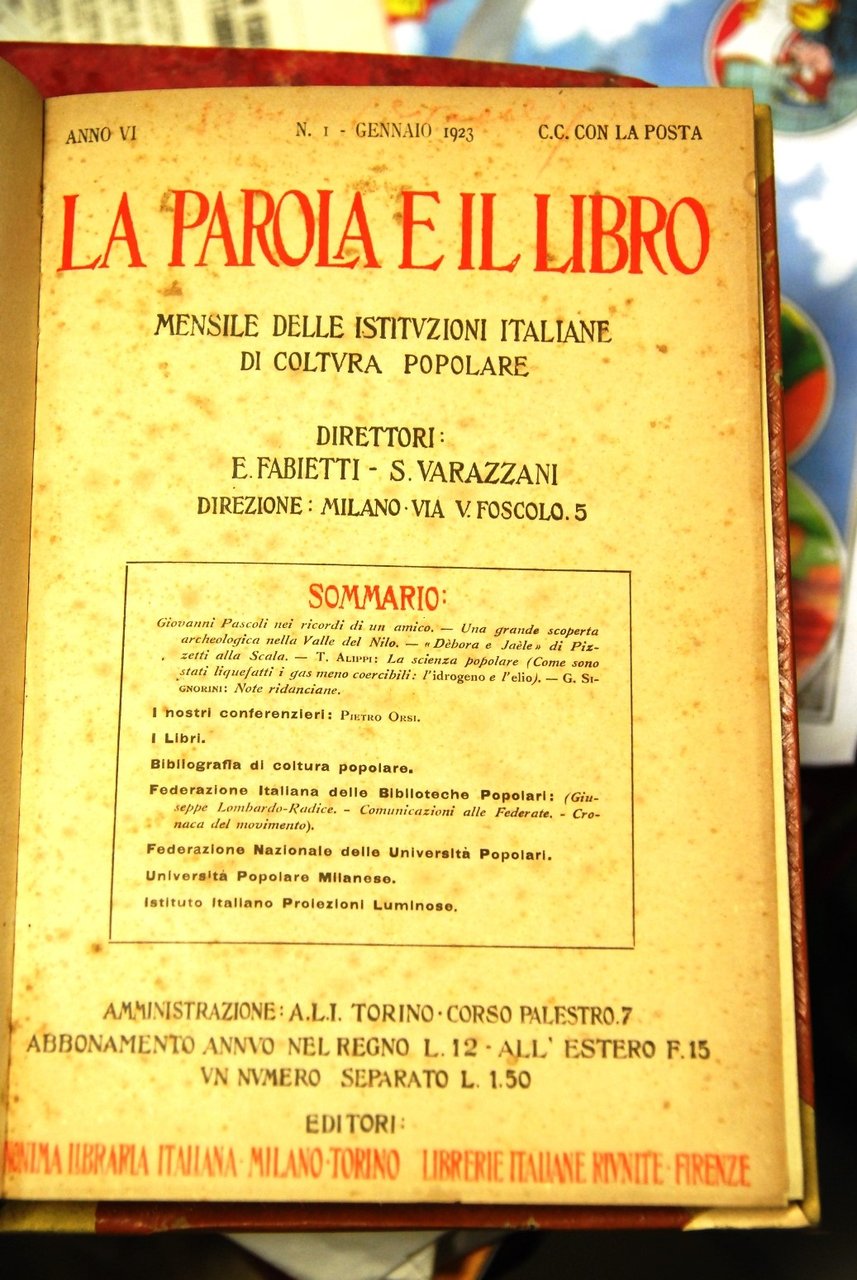 ANNO VI N. 1 - GENNAIO 1923 C.C. CON LA POSTA
LA PAROLA E IL LIBRO
MENSILE DELLE ISTITVZIONI ITALIANE
DI COLTVRA POPOLARE
DIRETTORI:
E. FABIETTI - S. VARAZZANI
DIREZIONE: MILANO · VIA V. FOSCOLO. 5
SOMMARIO:
Giovanni Pascoli nei ricordi di un amico. — Una grande scoperta
archeologica nella Valle del Nilo. — «Dèbora e Jaèle» di Piz-
zetti alla Scala. — T. ALIPPI: La scienza popolare (Come sono
stati liquefatti i gas meno coercibili: l'idrogeno e l'elio). — G. SI-
GNORINI: Note ridanciane.
I nostri conferenzieri: PIETRO ORSI.
I Libri.
Bibliografia di coltura popolare.
Federazione Italiana delle Biblioteche Popolari: (Giu-
seppe Lombardo-Radice. - Comunicazioni alle Federate. - Cro-
naca del movimento).
Federazione Nazionale delle Università Popolari.
Università Popolare Milanese.
Istituto Italiano Proiezioni Luminose.
AMMINISTRAZIONE: A.L.I. TORINO · CORSO PALESTRO. 7
ABBONAMENTO ANNVO NEL REGNO L. 12 - ALL' ESTERO F. 15
VN NVMERO SEPARATO L. 1.50
EDITORI:
NONIMA LIBRARIA ITALIANA · MILANO · TORINO LIBRERIE ITALIANE RIVNITE · FIRENZE